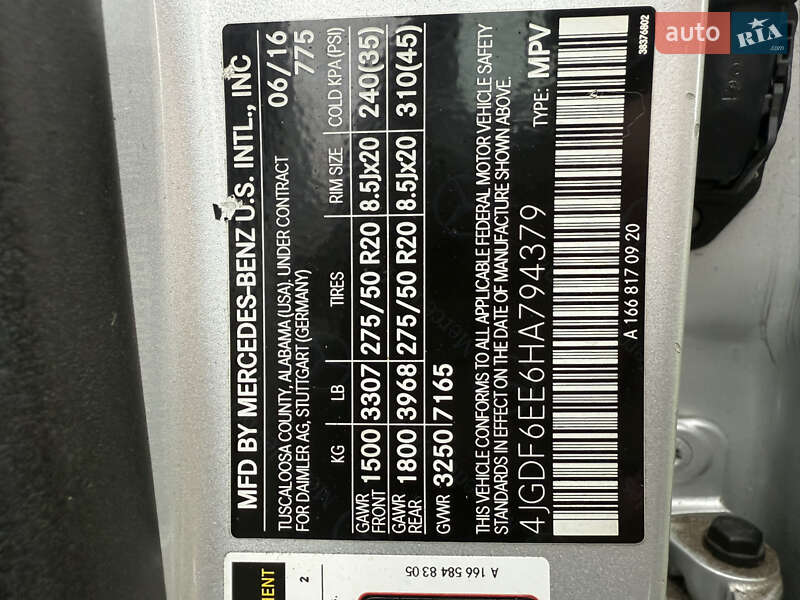 MFD BY MERCEDES-BENZ U.S. INTL., INC
TUSCALOOSA COUNTY, ALABAMA (USA). UNDER CONTRACT 06/16
FOR DAIMLER AG, STUTTGART (GERMANY) 775
KG LB TIRES RIM SIZE COLD KPA (PSI)
GAWR FRONT 1500 3307 275/50 R20 8.5Jx20 240(35)
GAWR REAR 1800 3968 275/50 R20 8.5Jx20 310(45)
GVWR 3250 7165
THIS VEHICLE CONFORMS TO ALL APPLICABLE FEDERAL MOTOR VEHICLE SAFETY
STANDARDS IN EFFECT ON THE DATE OF MANUFACTURE SHOWN ABOVE.
4JGDF6EE6HA794379 TYPE: MPV
A 166 817 09 20
38376802
A 166 584 83 05
2
auto RIA